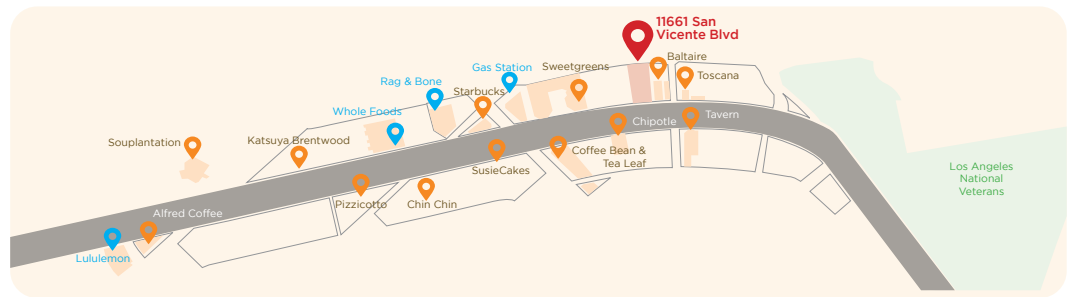 11661 San
Vicente Blvd
Baltaire
Sweetgreens
Gas Station
Toscana
Rag & Bone
Starbucks
Whole Foods
Tavern
Chipotle
Souplantation
Katsuya Brentwood
Coffee Bean &
Tea Leaf
SusieCakes
Los Angeles
National
Veterans
Pizzicotto
Chin Chin
Alfred Coffee
Lululemon